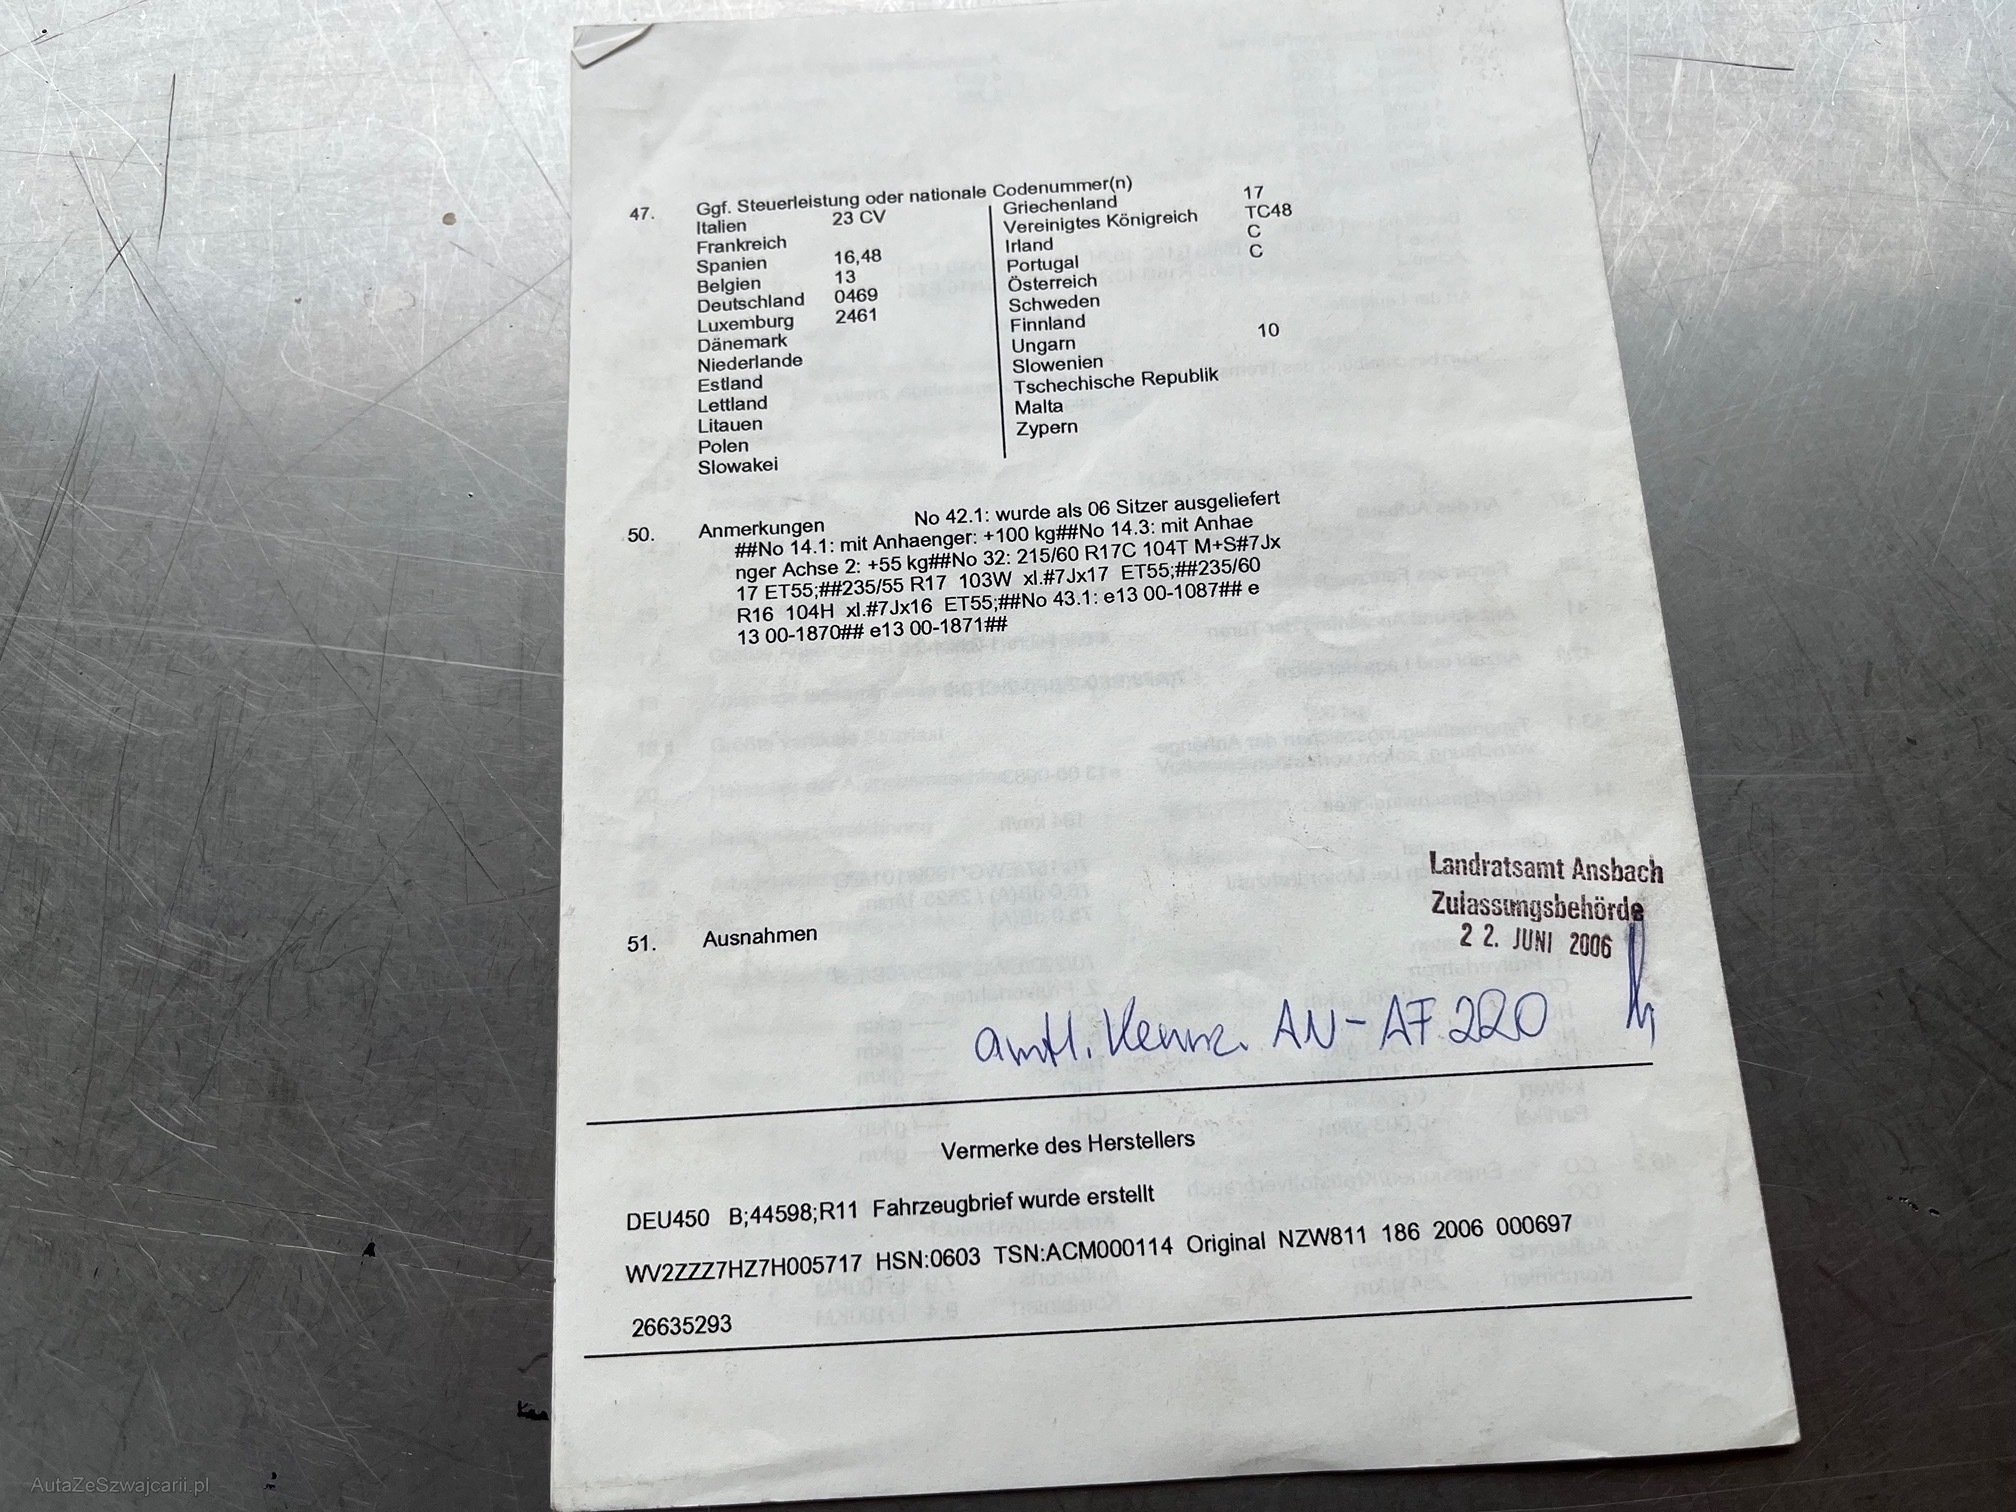 47. Ggf. Steuerleistung oder nationale Codenummer(n)
Italien 23 CV
Frankreich
Spanien 16,48
Belgien 13
Deutschland 0469
Luxemburg 2461
Dänemark
Niederlande
Estland
Lettland
Litauen
Polen
Slowakei
Griechenland 17
Vereinigtes Königreich TC48
Irland C
Portugal C
Österreich
Schweden
Finnland
Ungarn 10
Slowenien
Tschechische Republik
Malta
Zypern
50. Anmerkungen No 42.1: wurde als 06 Sitzer ausgeliefert
##No 14.1: mit Anhaenger: +100 kg##No 14.3: mit Anhae
nger Achse 2: +55 kg##No 32: 215/60 R17C 104T M+S#7Jx
17 ET55;##235/55 R17 103W xl.#7Jx17 ET55;##235/60
R16 104H xl.#7Jx16 ET55;##No 43.1: e13 00-1087## e
13 00-1870## e13 00-1871##
Landratsamt Ansbach
Zulassungsbehörde
22. JUNI 2006
51. Ausnahmen
amtl. Kennz. AN-AF 220
Vermerke des Herstellers
DEU450 B;44598;R11 Fahrzeugbrief wurde erstellt
WV2ZZZ7HZ7H005717 HSN:0603 TSN:ACM000114 Original NZW811 186 2006 000697
26635293
AutaZeSzwajcarii.pl